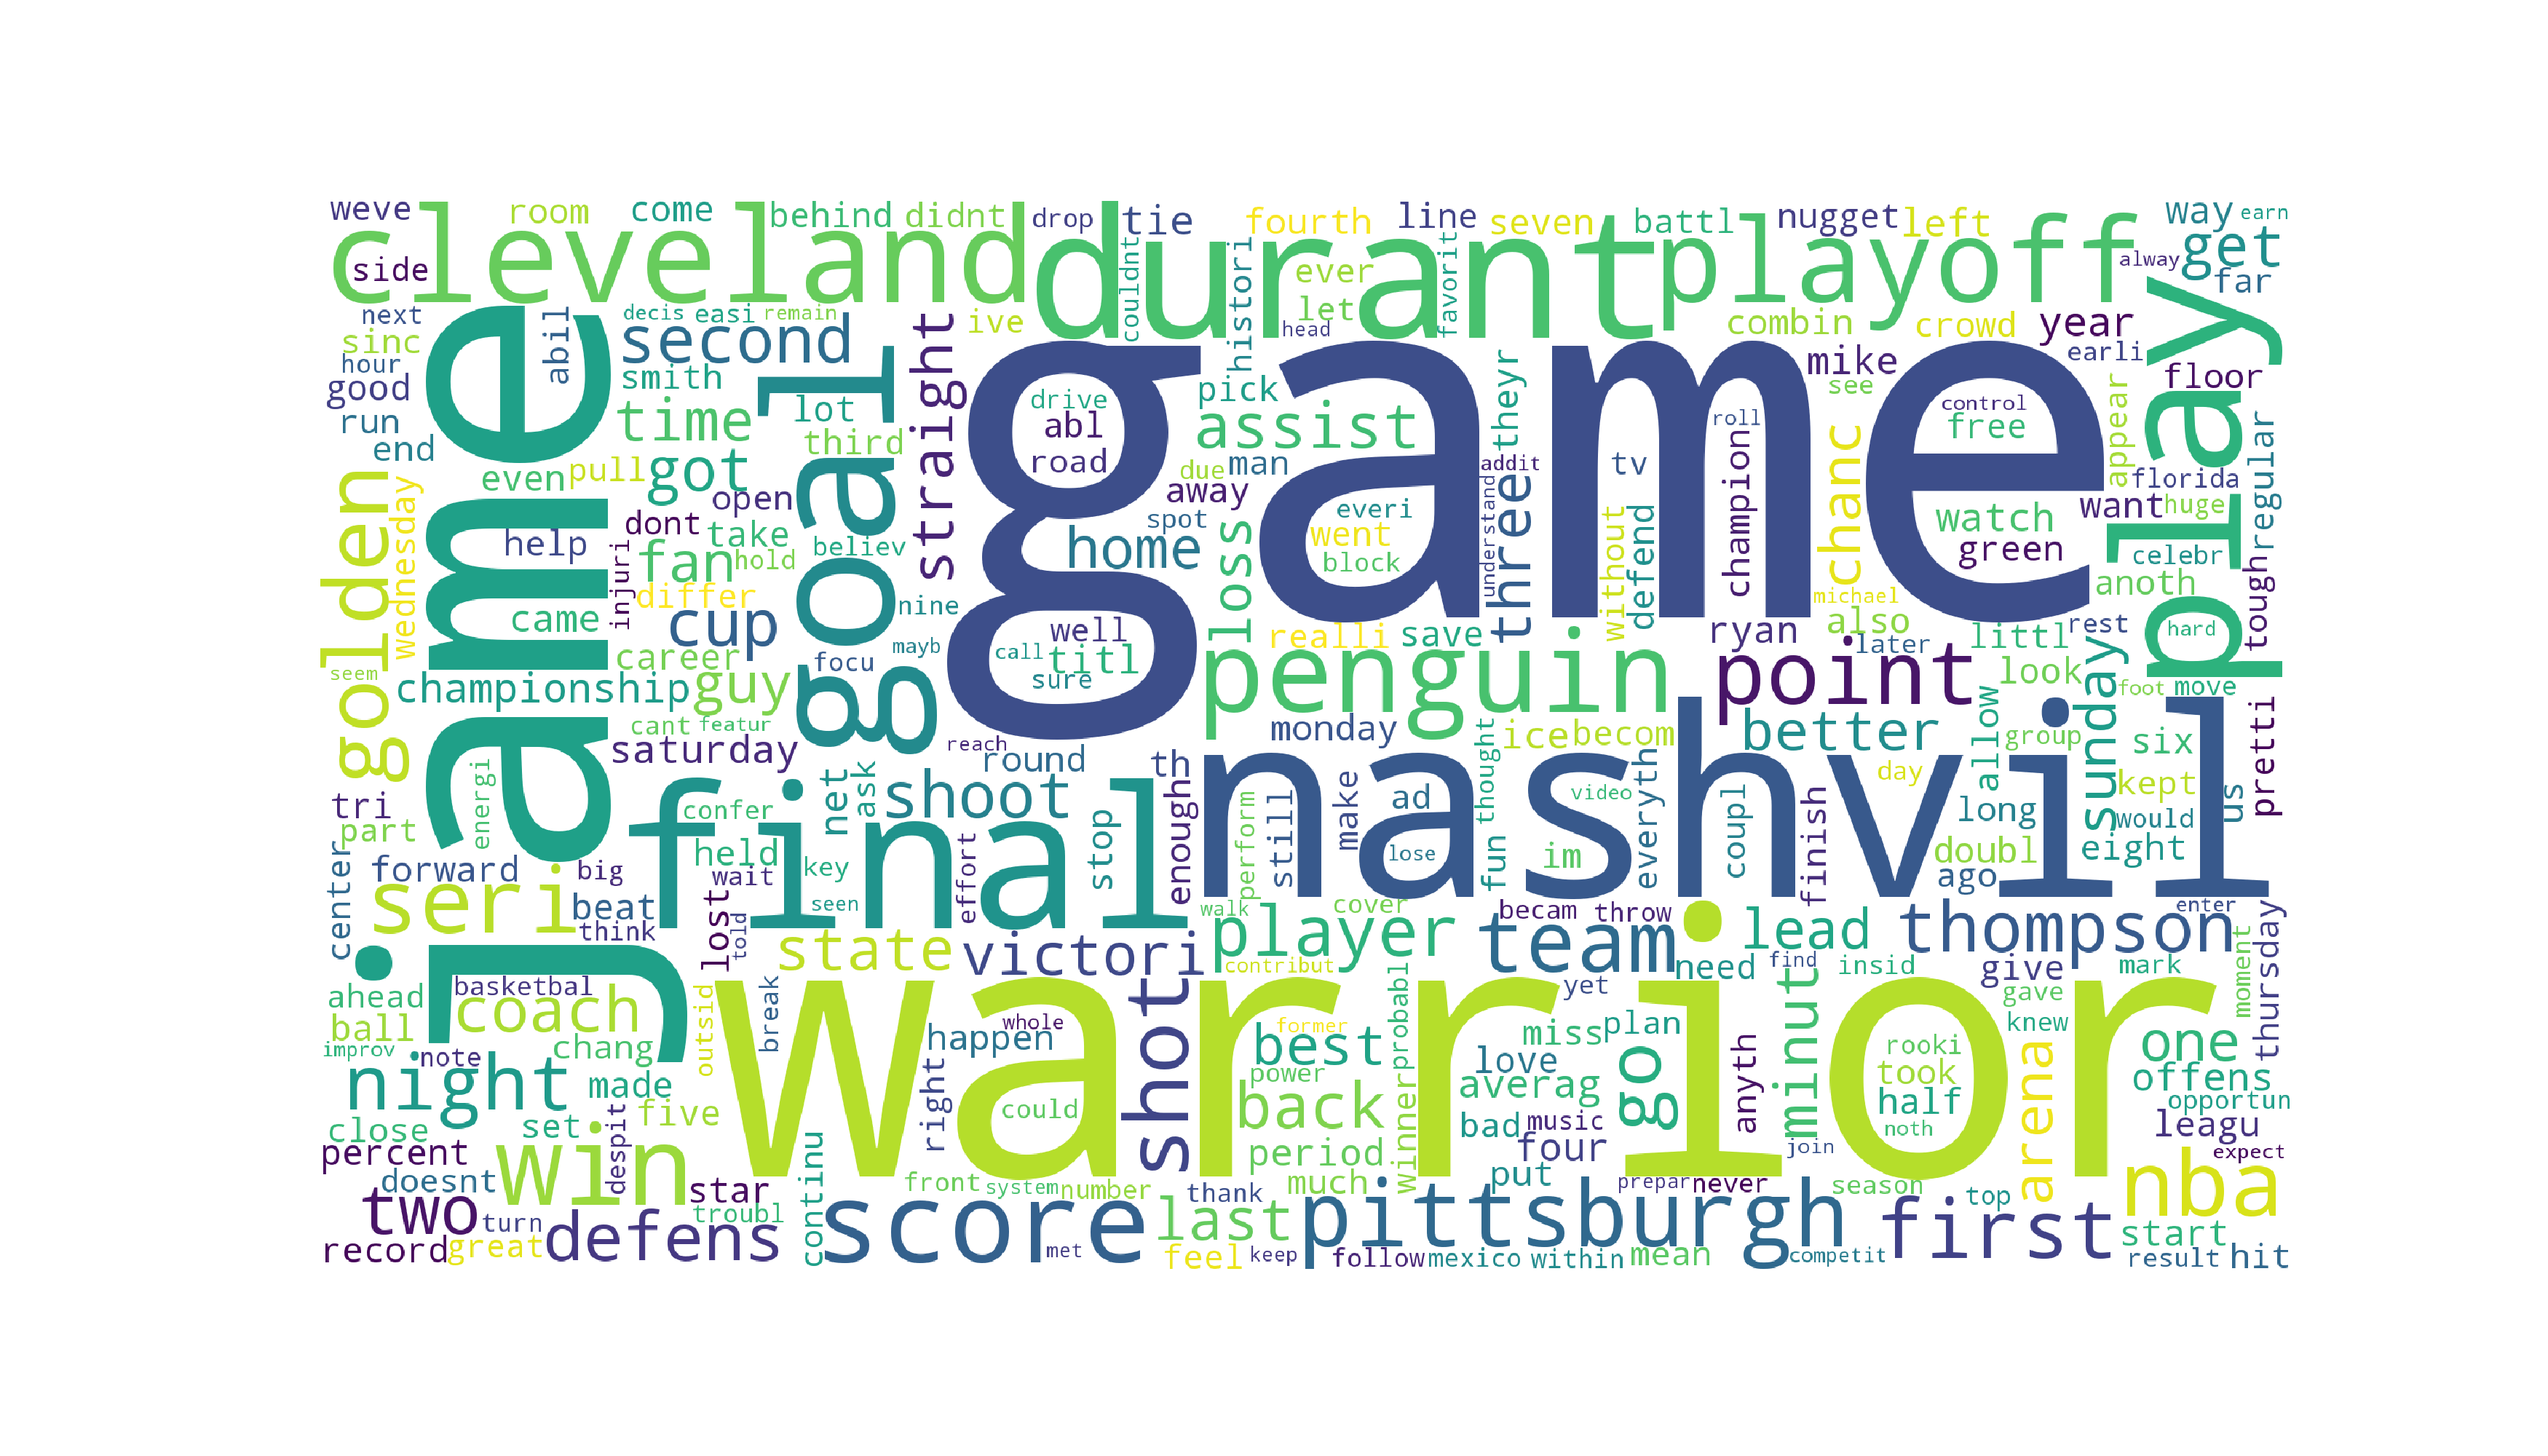 weve room come behind didnt drop tie fourth line seven battl nugget left way earn
cleveland durant playoff get
side couldnt histori ever favorit alway far
next abil decis easi remain ive let head combin crowd year play
sinc second straight game mike earli
hour jame smith goal pick three theyr see floor
good lot drive assist roll control appear
run time third abl champion chanc free regular
end road due man addit tv florida
golden even pull got open away understand want huge
wednesday dont take spot everi without defend watch
help injuri fan hold believ home loss went block green celebr tough
differ nine michael anoth
came cup well realli save ryan also littl rest hard
career focu mayb call titl penguin point later look sunday
seem championship guy sure foot move
cant featur monday ice becom better allow group six pretti
saturday reach round th nashvil
energi final net ask shoot enough make ad video everyth coupl day kept us
tri confer stop perform still thought finish long would
part held fun im doubl eight
center forward big wait key effort lose ago
seri beat lost seen walk cover becam throw thompson enter
think told player team lead thursday
state victori contribut need find insid give mark moment
ahead basketbal outsid break shot warrior yet minut gave
coach whole former probabl miss plan knew one
ball chang happen best love rooki arena
improv note power averag go anyth took offens
night made right could back music half opportun
close set five bad noth leagu
percent despit win period winner four join expect
doesnt star continu front system number thank much put prepar never season top nba
two turn troubl score last pittsburgh first start
record great defens met feel keep follow mexico within mean competit result hit